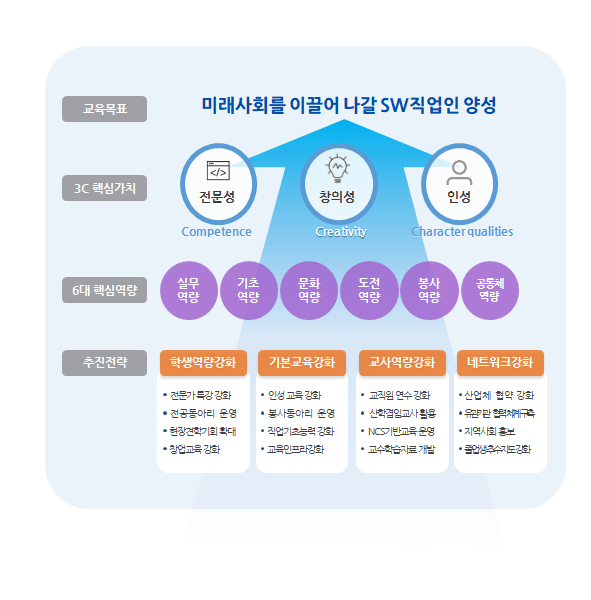 교육목표
미래사회를 이끌어 나갈 SW직업인 양성
3C 핵심가치
전문성
창의성
인성
Competence
Creativity
Character qualities
6대 핵심역량
실무
역량
기초
역량
문화
역량
도전
역량
봉사
역량
공동체
역량
추진전략
학생역량강화
• 전문가 특강 강화
• 전공동아리 운영
• 현장견학기회 확대
• 창업교육 강화
기본교육강화
• 인성 교육 강화
• 봉사동아리 운영
• 직업기초능력 강화
• 교육인프라강화
교사역량강화
• 교직원 연수 강화
• 산학겸임교사 활용
• NCS기반교육 운영
• 교수학습자료 개발
네트워크강화
• 산업체 협약 강화
• 유관기관 협력체계구축
• 지역사회 홍보
• 졸업생추수지도강화